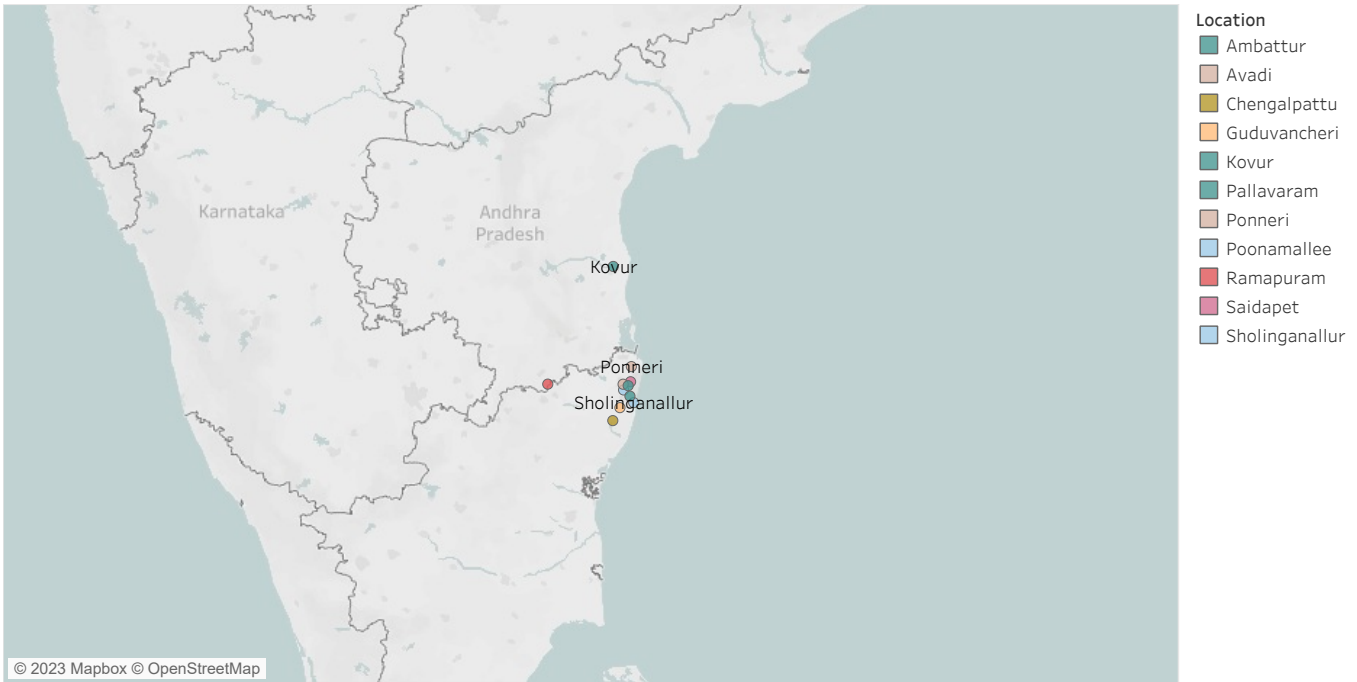 Karnataka
Andhra
Pradesh
Kovur
Ponneri
Sholinganallur
© 2023 Mapbox © OpenStreetMap
Location
Ambattur
Avadi
Chengalpattu
Guduvancheri
Kovur
Pallavaram
Ponneri
Poonamallee
Ramapuram
Saidapet
Sholinganallur